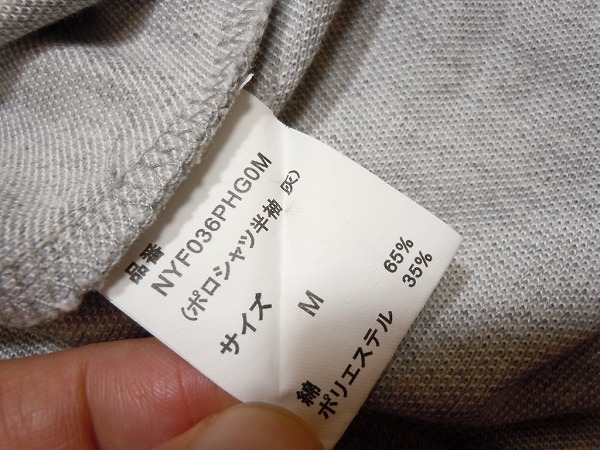 品番
NYF036PHG0M
(ポロシャツ半袖 灰)
サイズ M
綿 65%
ポリエステル 35%